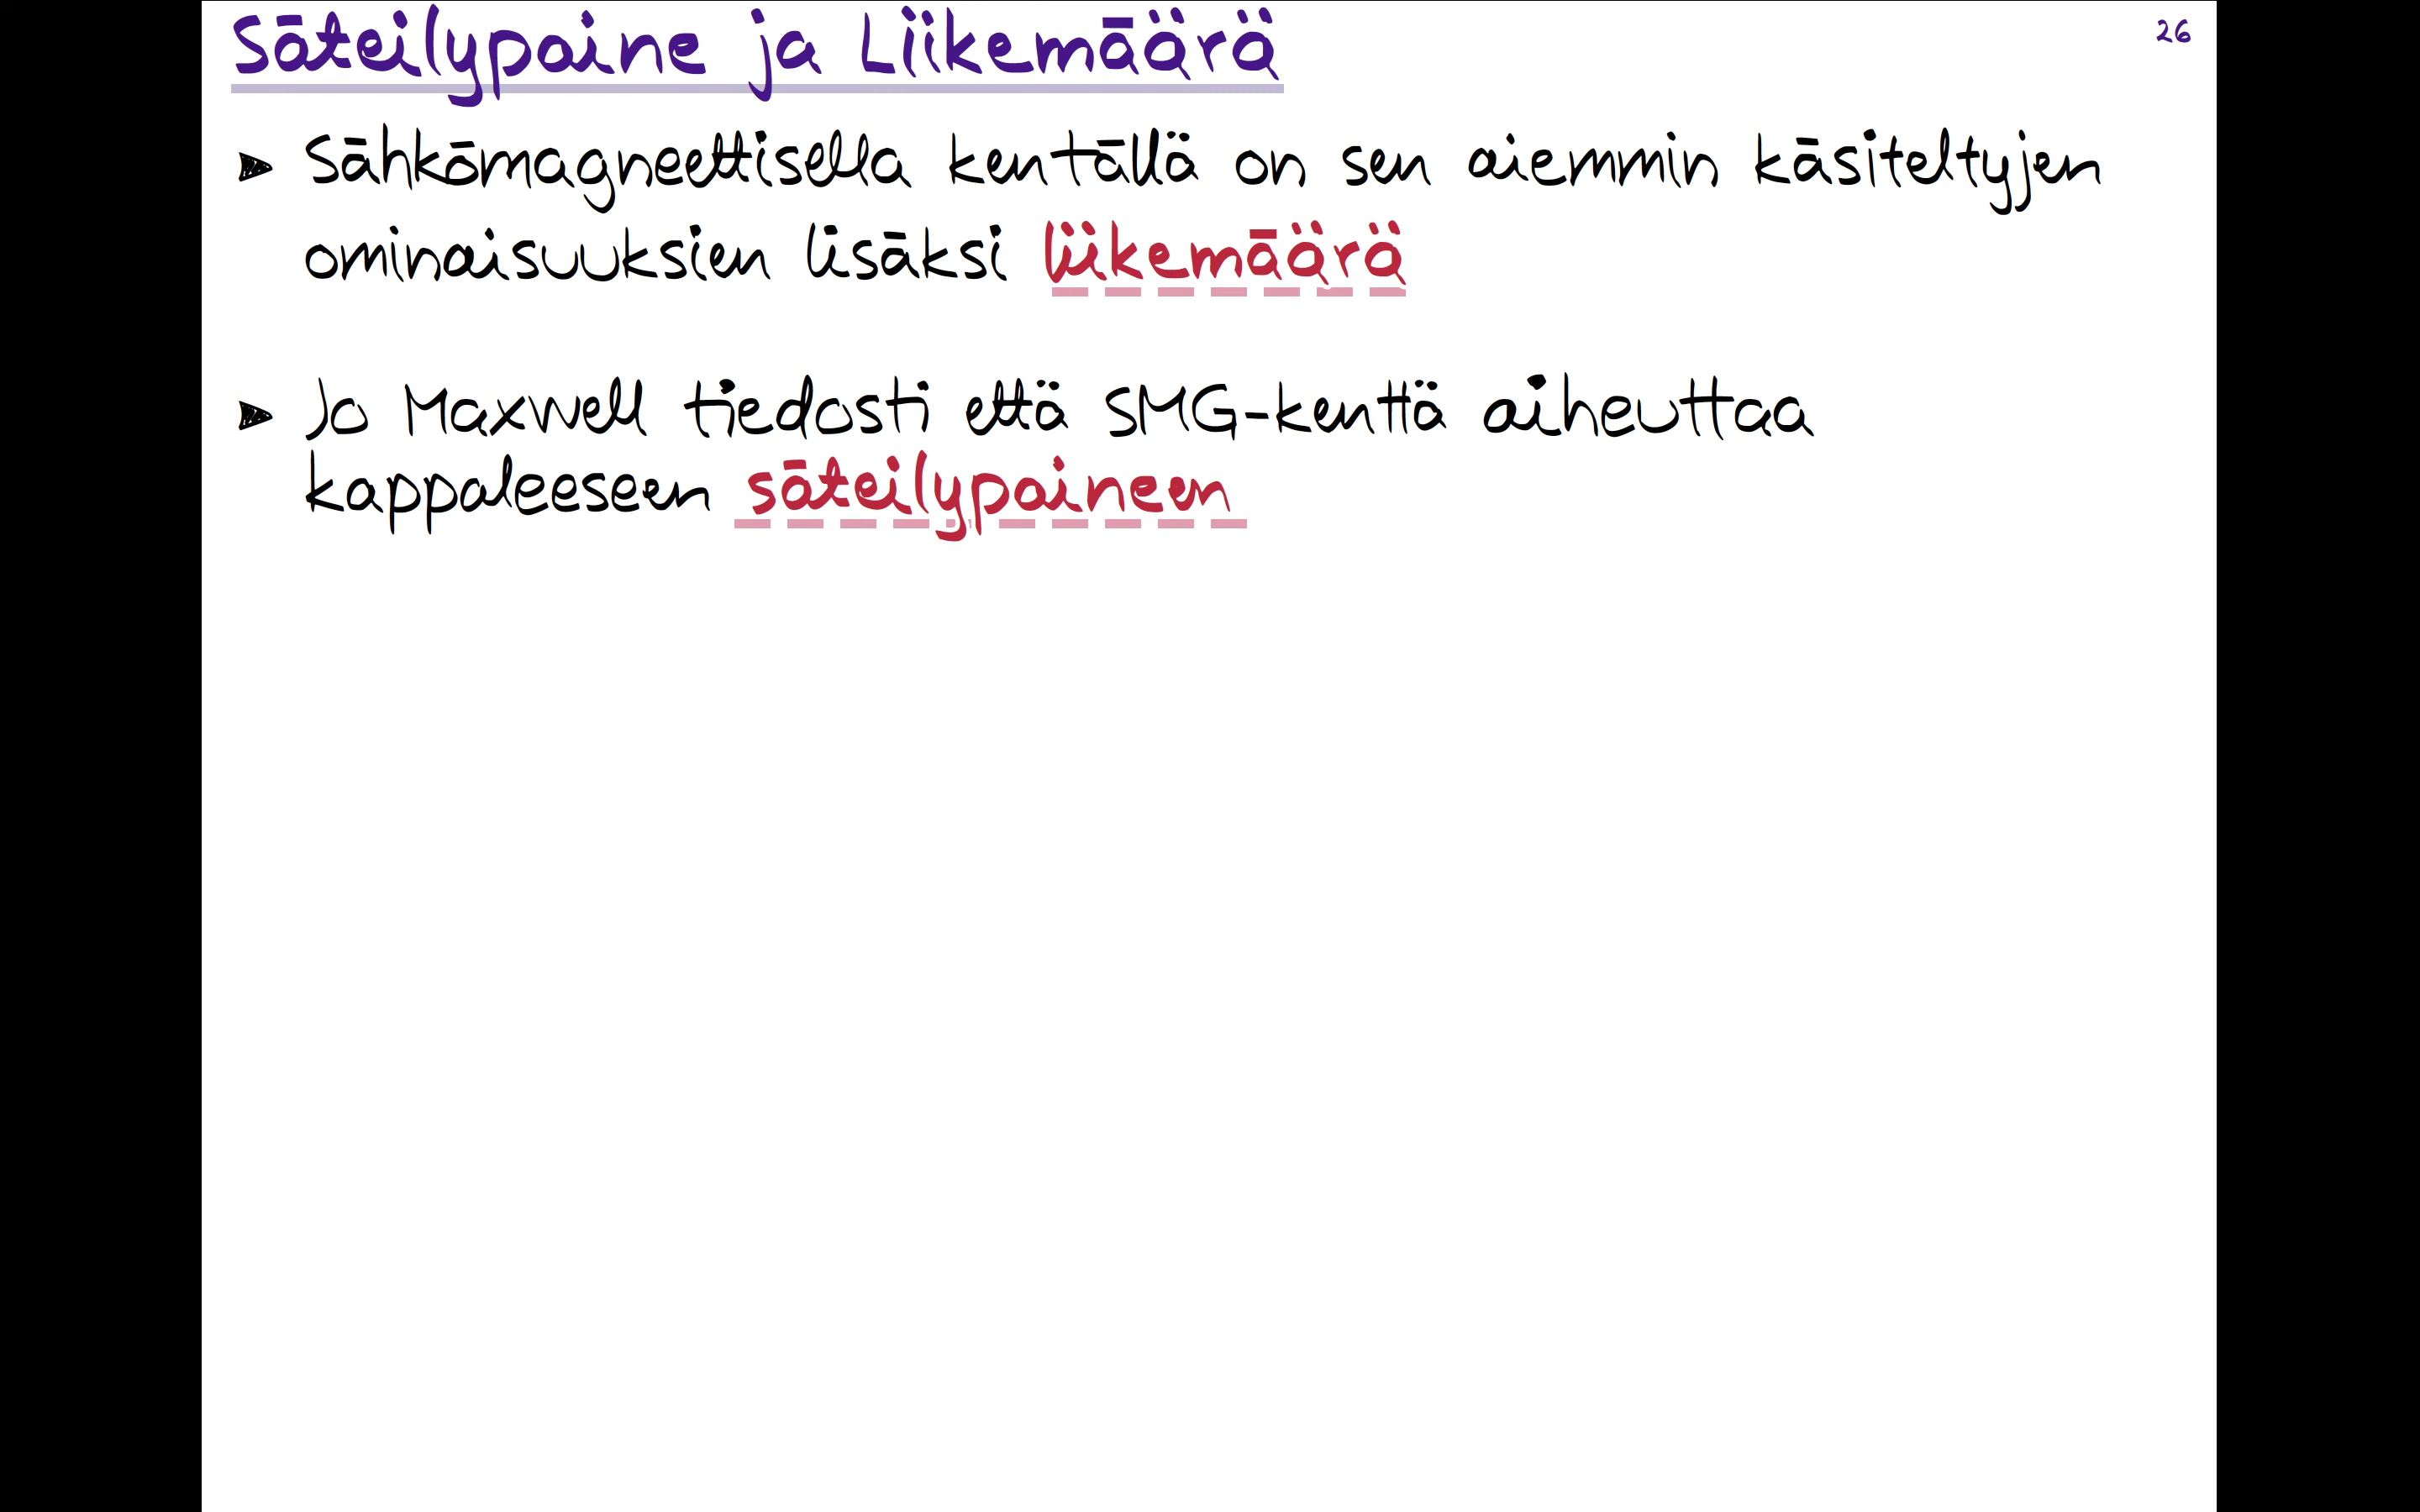 Säteilypaine ja Liikemäärä
26
Sähkömagneettisella kentällä on sen aiemmin käsiteltyjen
ominaisuuksien lisäksi liikemäärä
Jo Maxwell tiedosti että SMG-kenttä aiheuttaa
kappaleeseen säteilypaineen